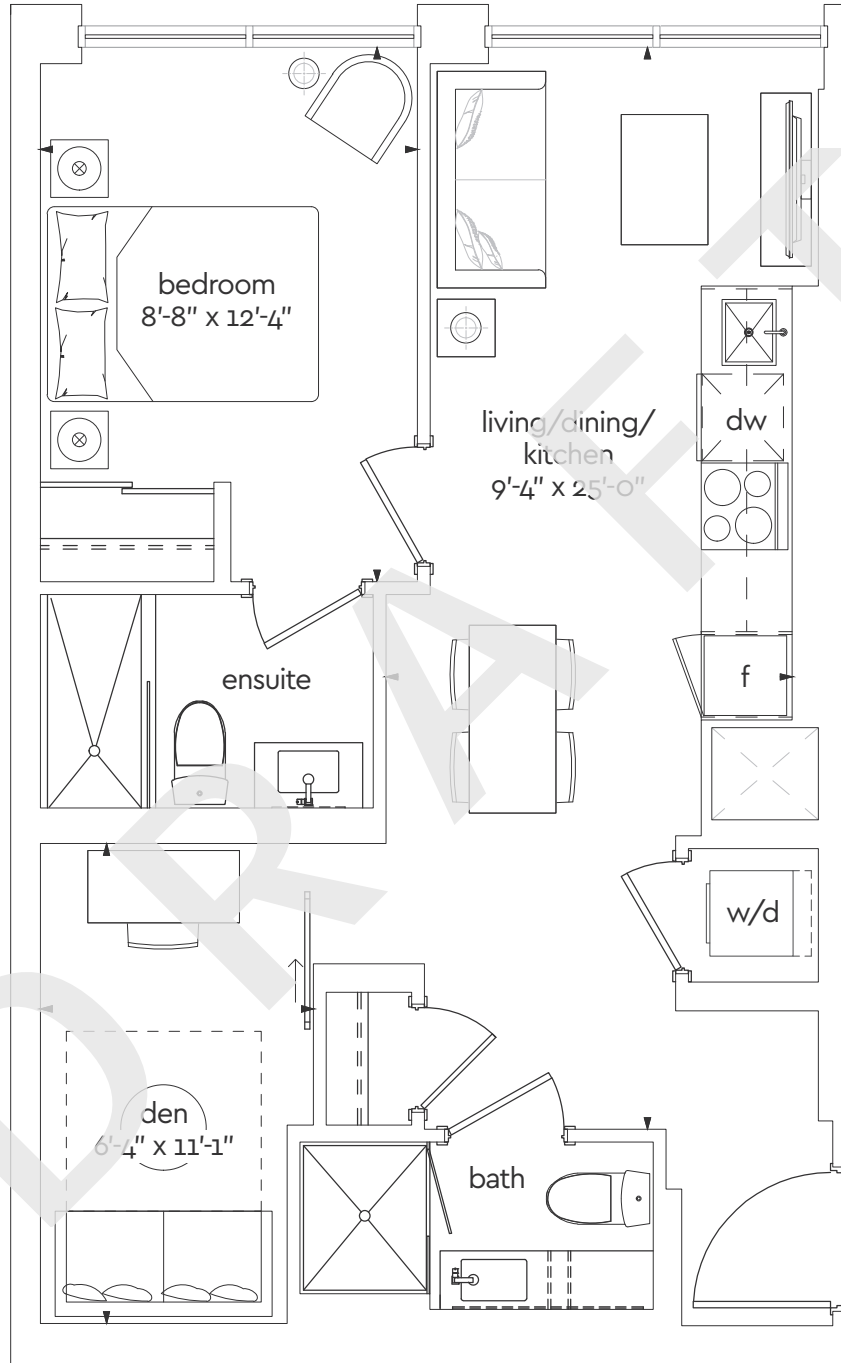 bedroom
8'-8" x 12'-4"
living/dining/
kitchen
9'-4" x 25'-0"
dw
f
ensuite
w/d
den
6'-4" x 11'-1"
bath
DRAFT